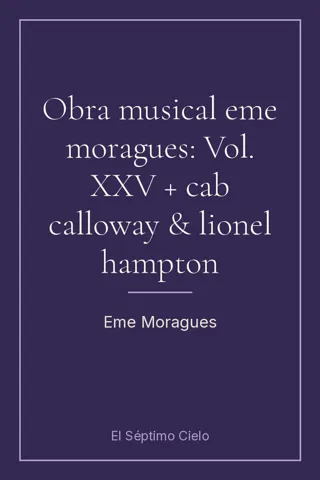 Obra musical eme
moragues: Vol.
XXV + cab
calloway & lionel
hampton
Eme Moragues
El Séptimo Cielo